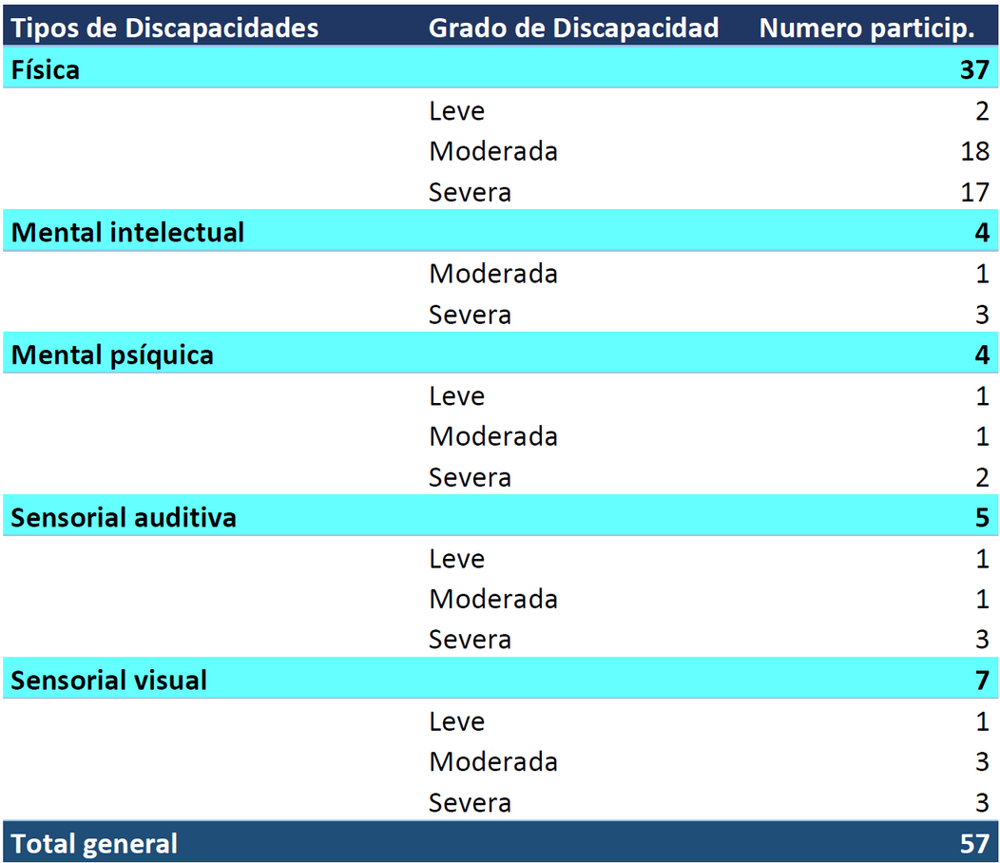 Tipos de Discapacidades Grado de Discapacidad Numero particip.
Física 37
Leve 2
Moderada 18
Severa 17
Mental intelectual 4
Moderada 1
Severa 3
Mental psíquica 4
Leve 1
Moderada 1
Severa 2
Sensorial auditiva 5
Leve 1
Moderada 1
Severa 3
Sensorial visual 7
Leve 1
Moderada 3
Severa 3
Total general 57